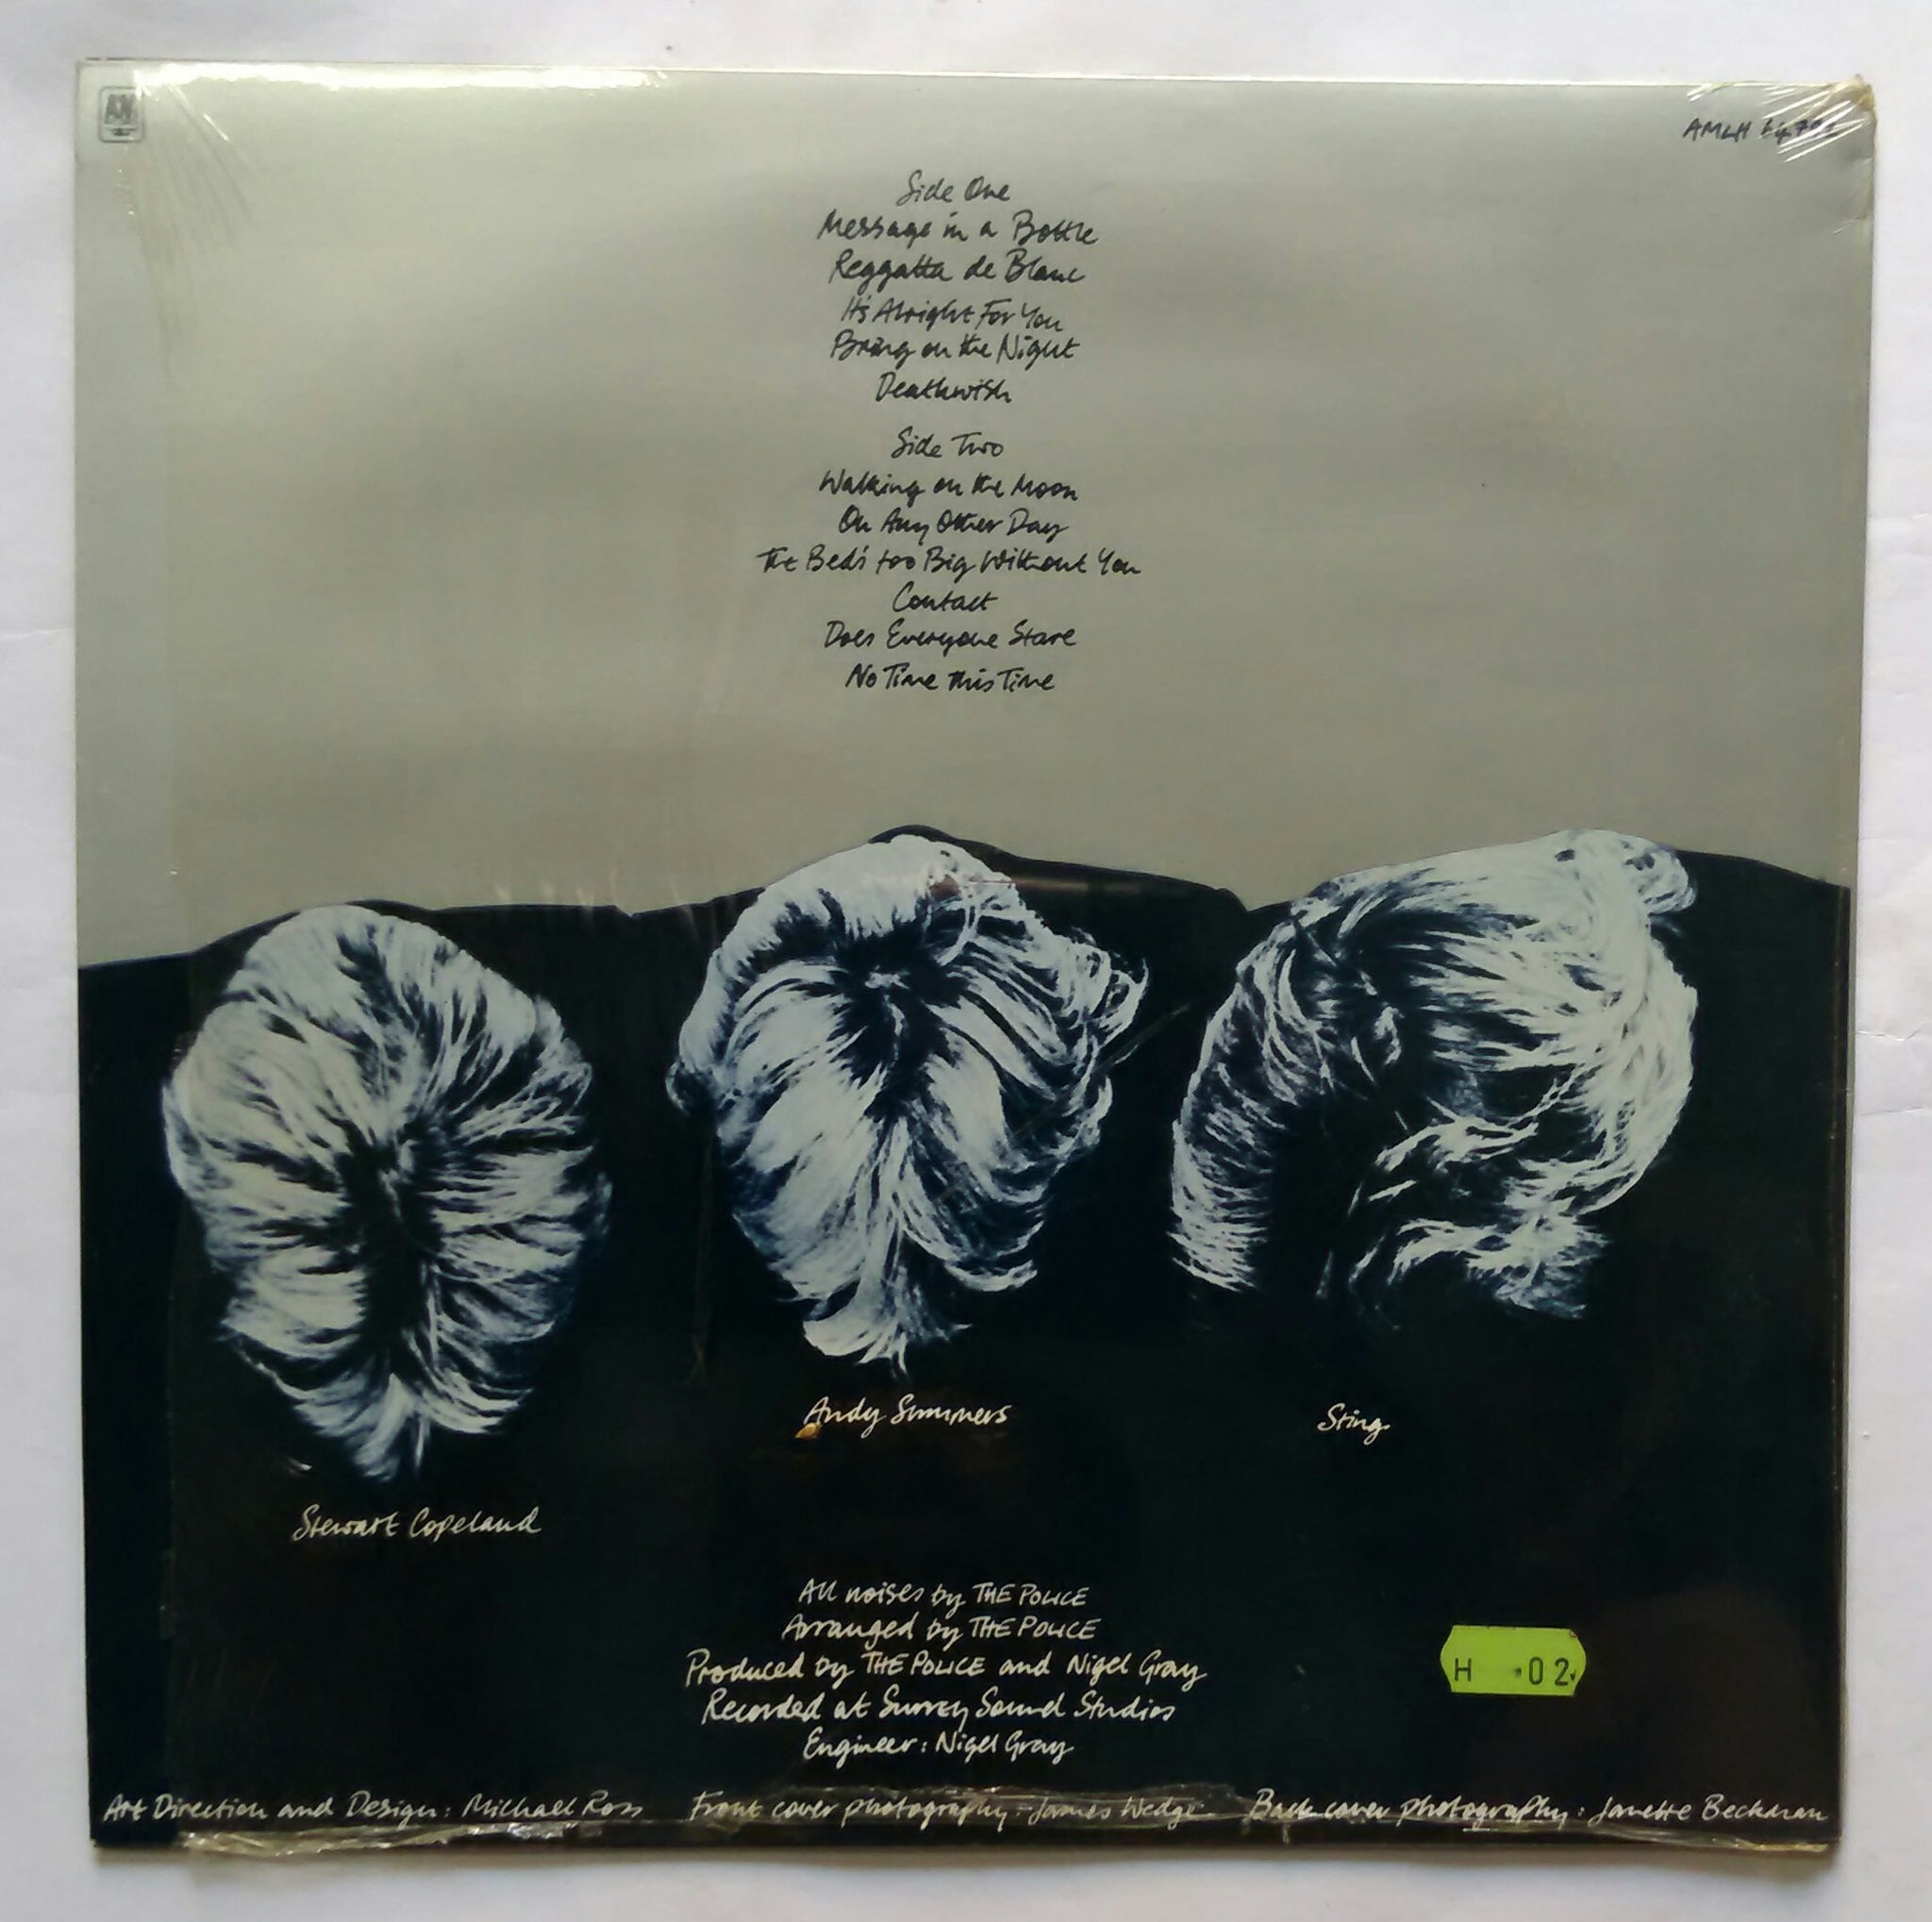 AM
AMLH
Side One
Message in a Bottle
Reggatta de Blanc
It's Alright For You
Bring on the Night
Deathwish
Side Two
Walking on the Moon
On Any Other Day
The Bed's too Big Without You
Contact
Does Everyone Stare
No Time this Time
Andy Summers
Sting
Stewart Copeland
All noises by THE POLICE
Arranged by THE POLICE
Produced by THE POLICE and Nigel Gray
Recorded at Surrey Sound Studios
Engineer: Nigel Gray
H .02
Art Direction and Design: Michael Ross Front cover photography: James Wedge Back cover photography: Janette Beckman